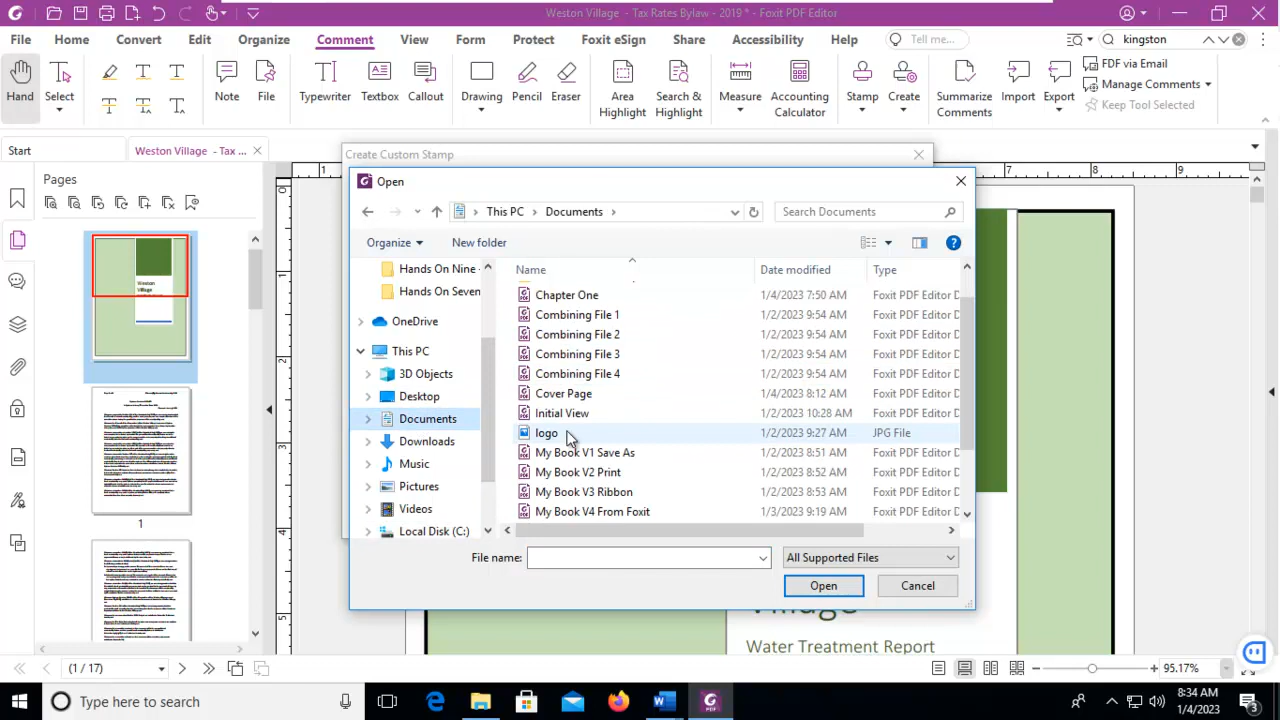 Weston Village - Tax Rates Bylaw - 2019 * - Foxit PDF Editor
File Home Convert Edit Organize Comment View Form Protect Foxit eSign Share Accessibility Help Tell me... kingston
Hand Select Note File Typewriter Textbox Callout Drawing Pencil Eraser Area Highlight Search & Highlight Measure Accounting Calculator Stamp Create Summarize Comments Import Export
FDF via Email
Manage Comments
Keep Tool Selected
Start Weston Village - Tax ...
Pages
Weston
Village
1
Create Custom Stamp
Open
This PC Documents Search Documents
Organize New folder
Hands On Nine -
Hands On Seven
OneDrive
This PC
3D Objects
Desktop
Documents
Downloads
Music
Pictures
Videos
Local Disk (C:)
Name Date modified Type
Chapter One 1/4/2023 7:50 AM Foxit PDF Editor D
Combining File 1 1/2/2023 9:54 AM Foxit PDF Editor D
Combining File 2 1/2/2023 9:54 AM Foxit PDF Editor D
Combining File 3 1/2/2023 9:54 AM Foxit PDF Editor D
Combining File 4 1/2/2023 9:54 AM Foxit PDF Editor D
Cover Page 1/4/2023 8:12 AM Foxit PDF Editor D
Initial View 1/2/2023 10:28 AM Foxit PDF Editor D
logo 1/2/2023 9:27 AM JPG File
My Book V1 Save As 1/2/2023 8:51 AM Foxit PDF Editor D
My Book V2 Print 1/2/2023 8:52 AM Foxit PDF Editor D
My Book V3 Ribbon 1/2/2023 8:53 AM Foxit PDF Editor D
My Book V4 From Foxit 1/3/2023 9:19 AM Foxit PDF Editor D
File name: All Supported Files
Open Cancel
1 7 8 9
0
1
2
3
4
5
Village
Water Treatment Report
(1 / 17) 95.17%
Type here to search
8:34 AM
1/4/2023
3